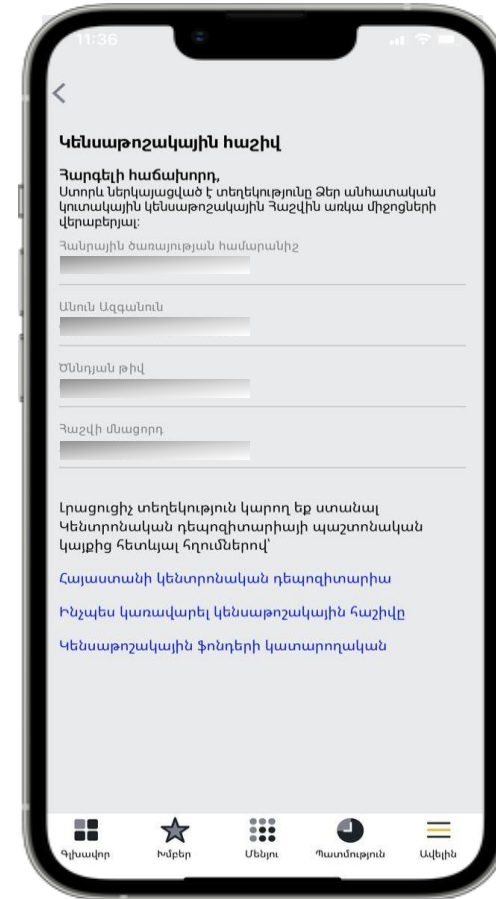 11:36
Կենսաթոշակային հաշիվ
Հարգելի հաճախորդ,
Ստորև ներկայացված է տեղեկությունը Ձեր անհատական
կուտակային կենսաթոշակային Հաշվին առկա միջոցների
վերաբերյալ:
Հանրային ծառայության համարանիշ
Անուն Ազգանուն
Ծննդյան թիվ
Հաշվի մնացորդ
Լրացուցիչ տեղեկություն կարող եք ստանալ
Կենտրոնական դեպոզիտարիայի պաշտոնական
կայքից հետևյալ հղումներով՝
Հայաստանի կենտրոնական դեպոզիտարիա
Ինչպես կառավարել կենսաթոշակային հաշիվը
Կենսաթոշակային ֆոնդերի կատարողական
Գլխավոր
Խմբեր
Մենյու
Պատմություն
Ավելին